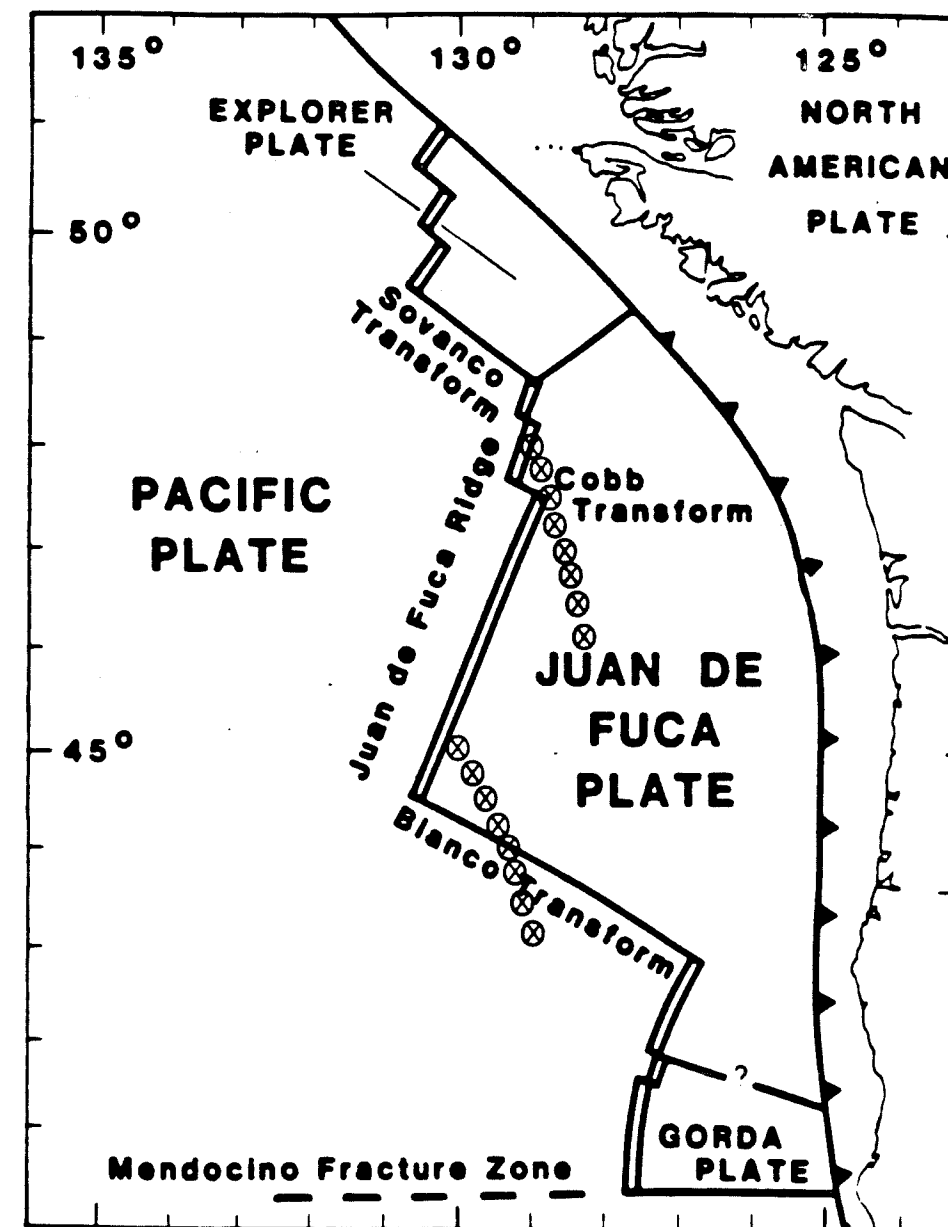 135°
130°
125°
EXPLORER
PLATE
NORTH
AMERICAN
PLATE
50°
Sovanco
Transform
PACIFIC
PLATE
Juan de Fuca Ridge
Cobb
Transform
JUAN DE
FUCA
PLATE
45°
Blanco Transform
?
GORDA
PLATE
Mendocino Fracture Zone